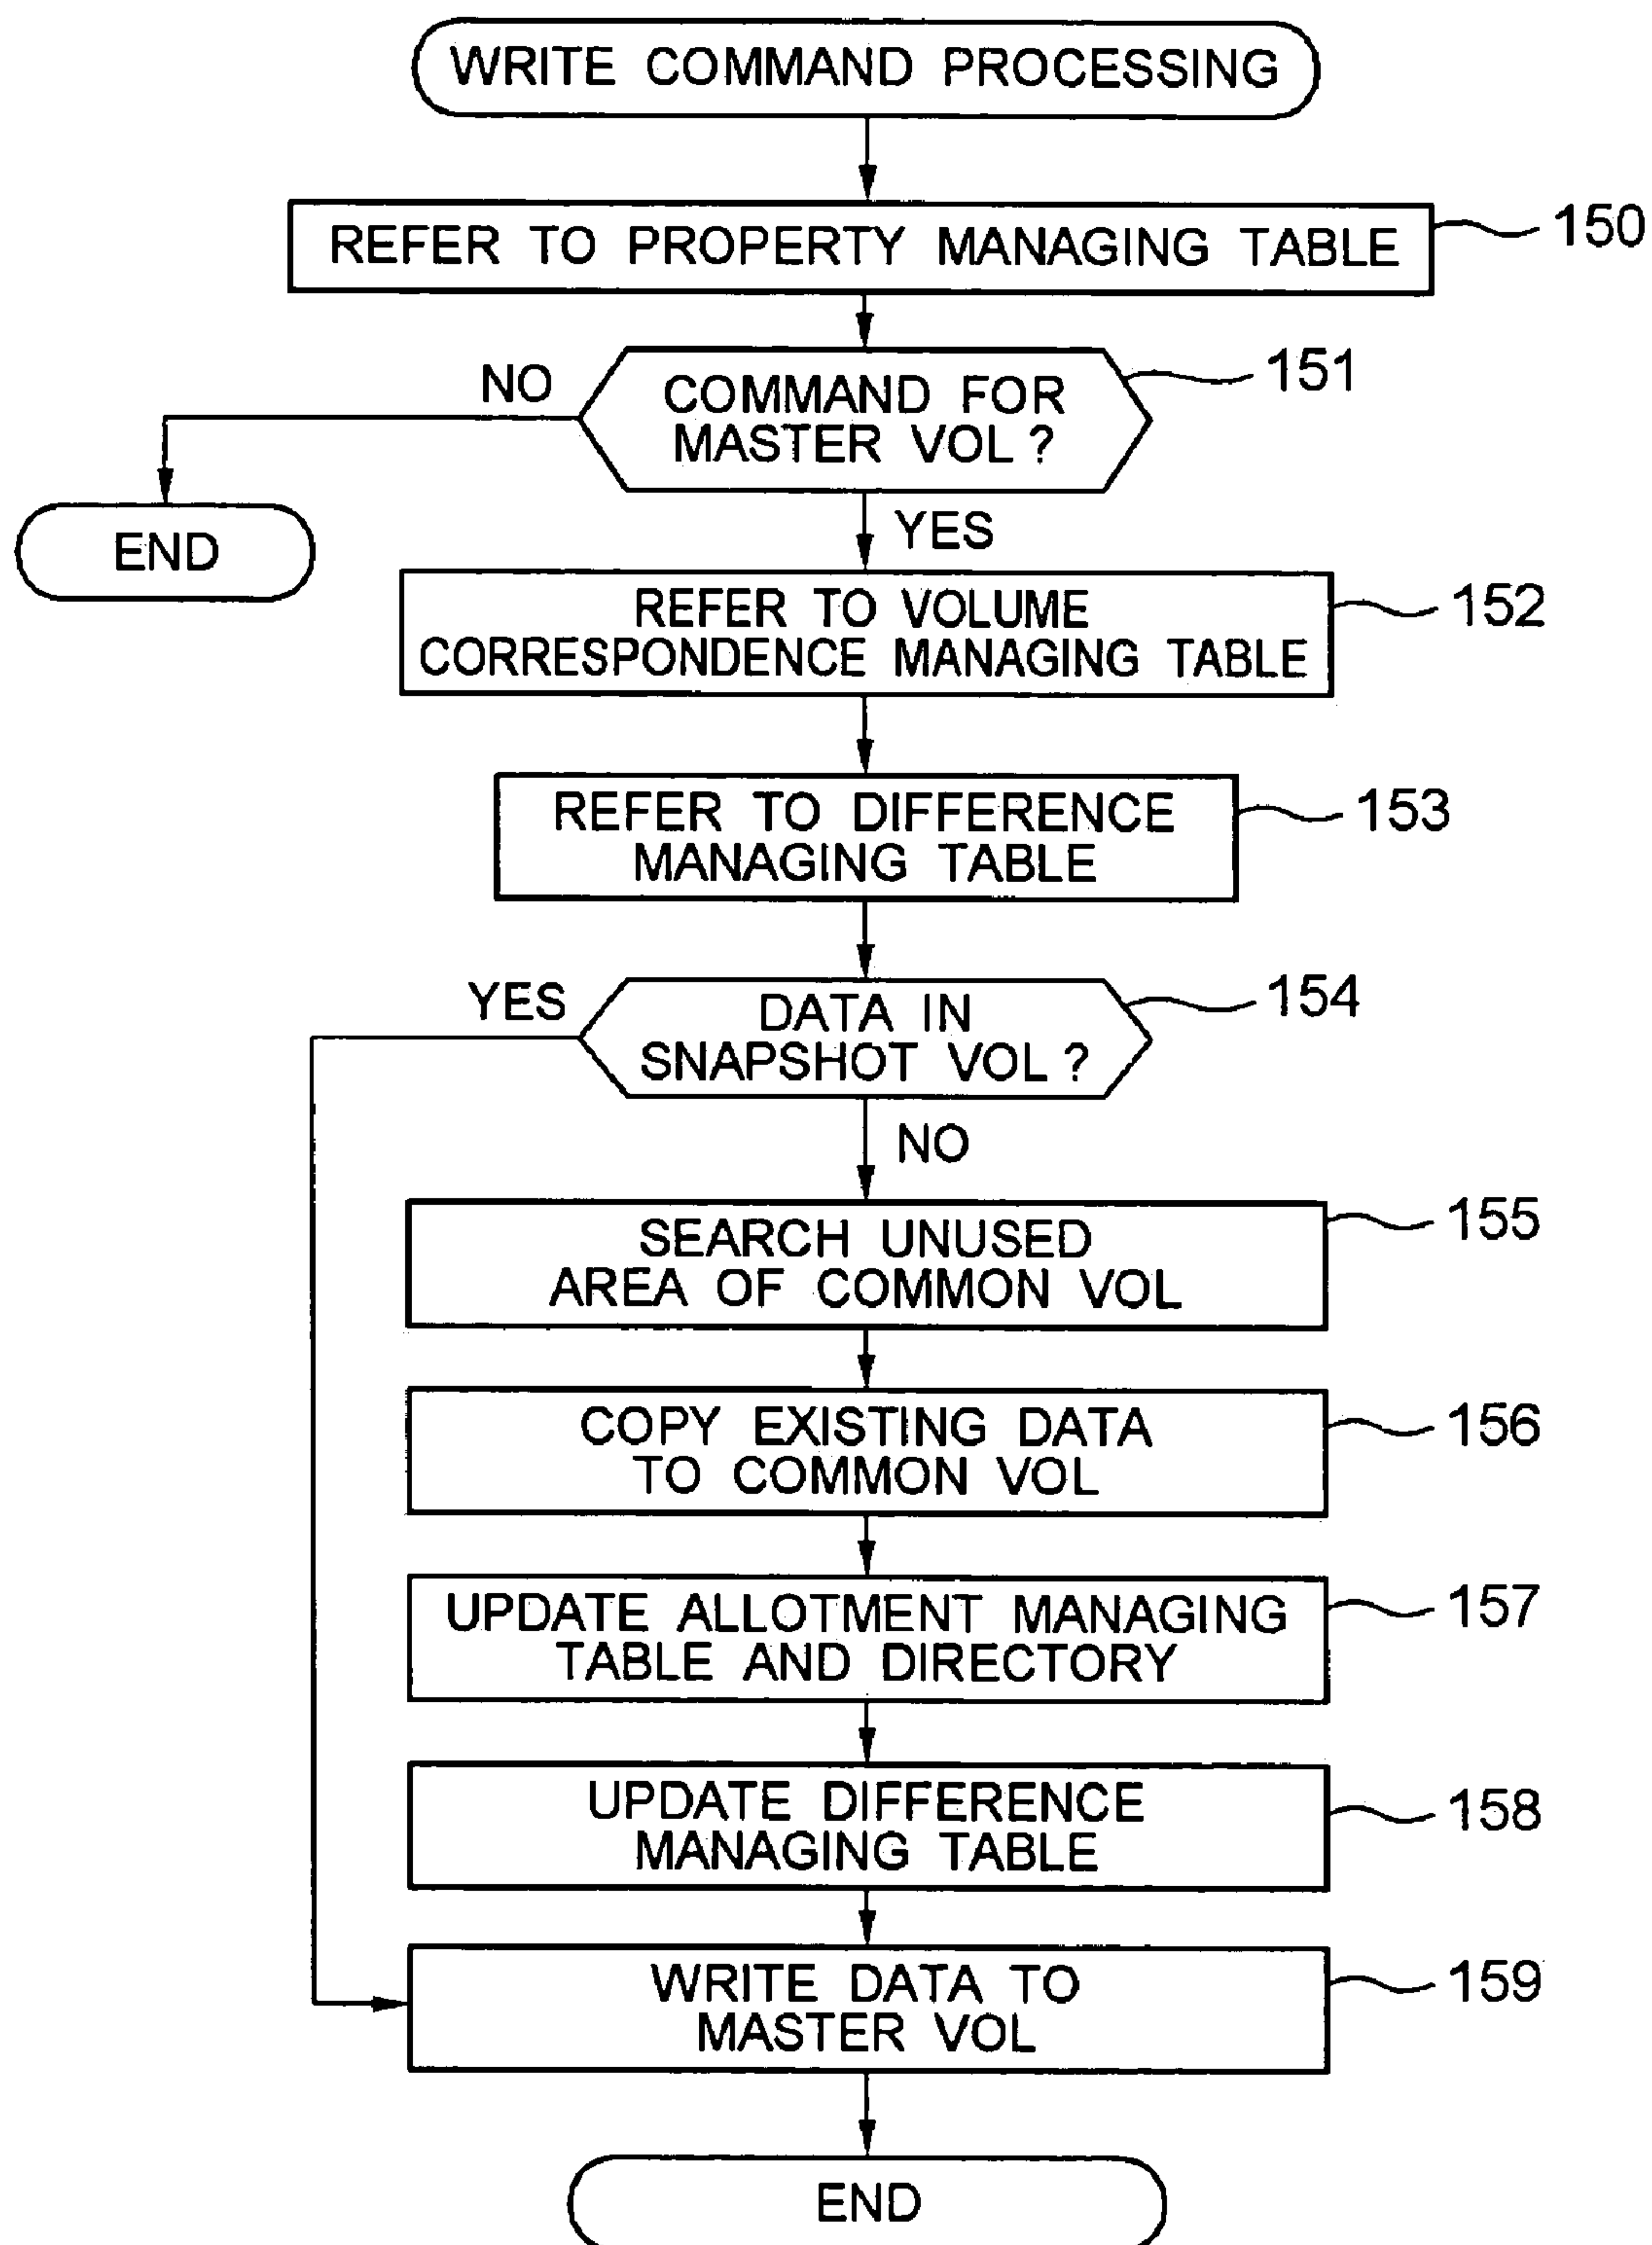 WRITE COMMAND PROCESSING
REFER TO PROPERTY MANAGING TABLE
150
COMMAND FOR
MASTER VOL ?
151
NO
END
YES
REFER TO VOLUME
CORRESPONDENCE MANAGING TABLE
152
REFER TO DIFFERENCE
MANAGING TABLE
153
YES
DATA IN
SNAPSHOT VOL ?
154
NO
SEARCH UNUSED
AREA OF COMMON VOL
155
COPY EXISTING DATA
TO COMMON VOL
156
UPDATE ALLOTMENT MANAGING
TABLE AND DIRECTORY
157
UPDATE DIFFERENCE
MANAGING TABLE
158
WRITE DATA TO
MASTER VOL
159
END